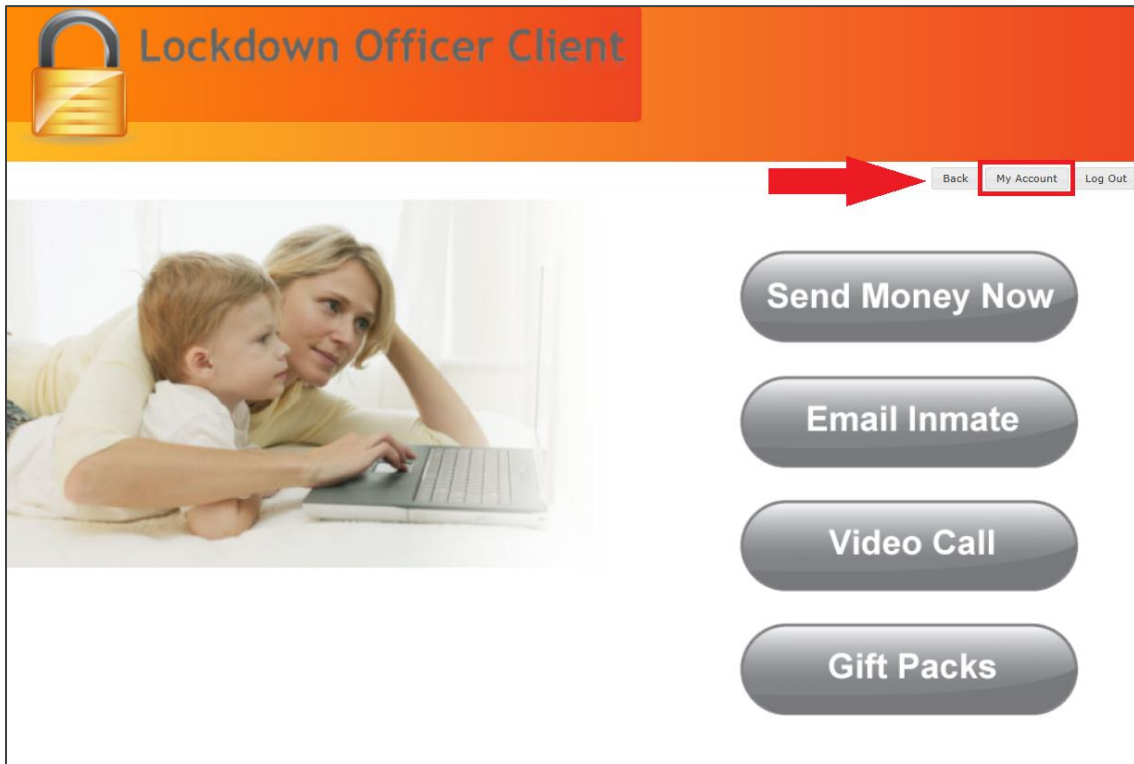 Lockdown Officer Client
Back My Account Log Out
Send Money Now
Email Inmate
Video Call
Gift Packs